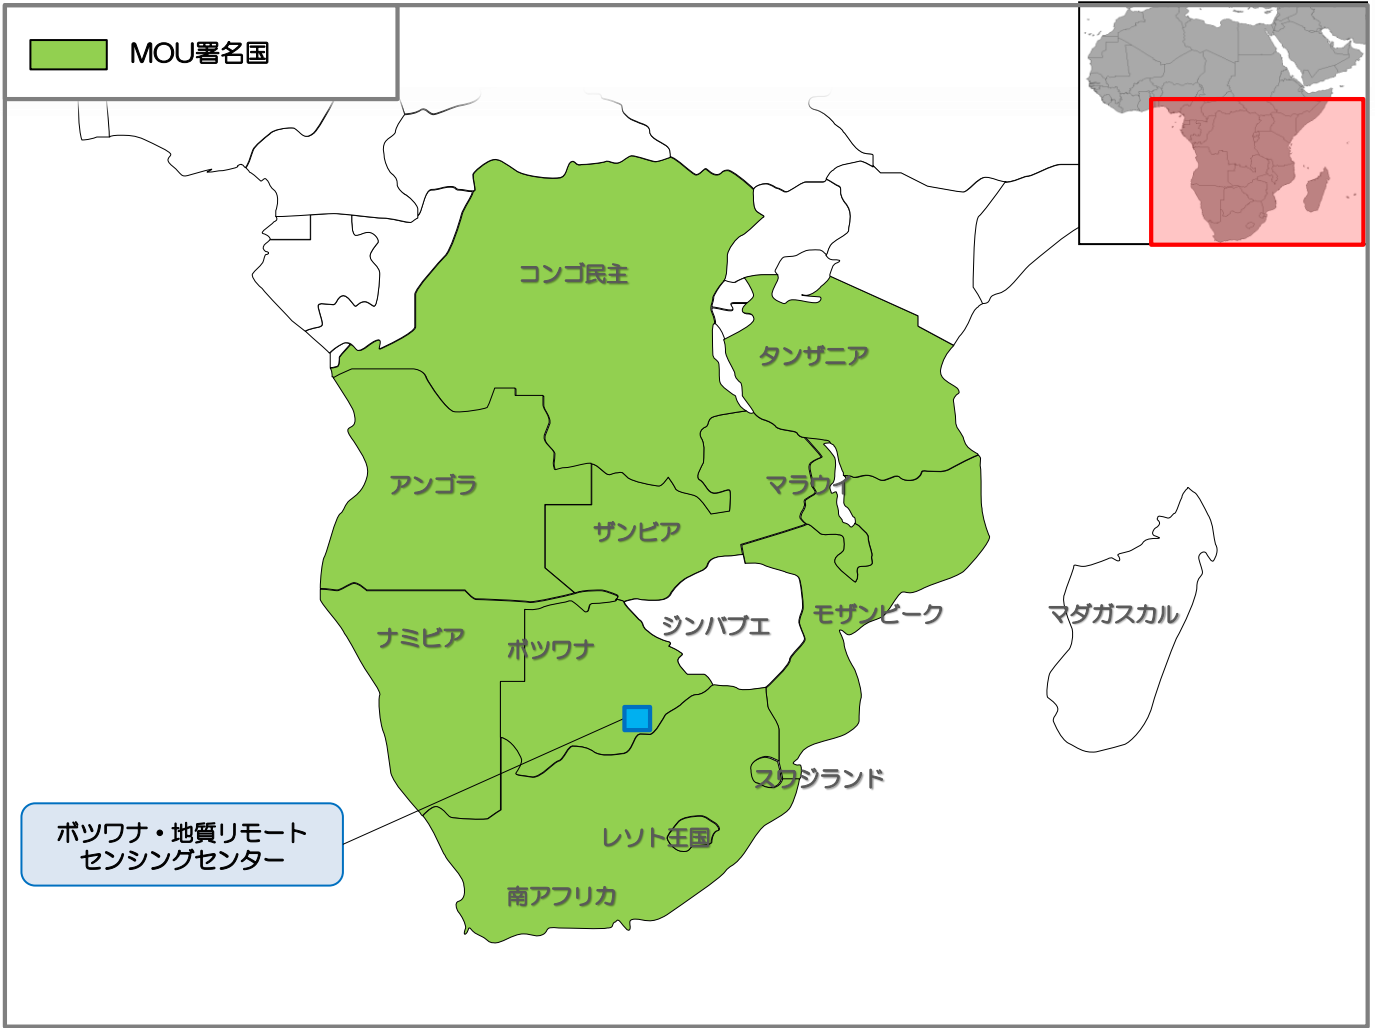 MOU署名国
コンゴ民主
タンザニア
アンゴラ
マラウイ
ザンビア
モザンビーク
マダガスカル
ジンバブエ
ナミビア
ボツワナ
スワジランド
ボツワナ・地質リモート
センシングセンター
レソト王国
南アフリカ